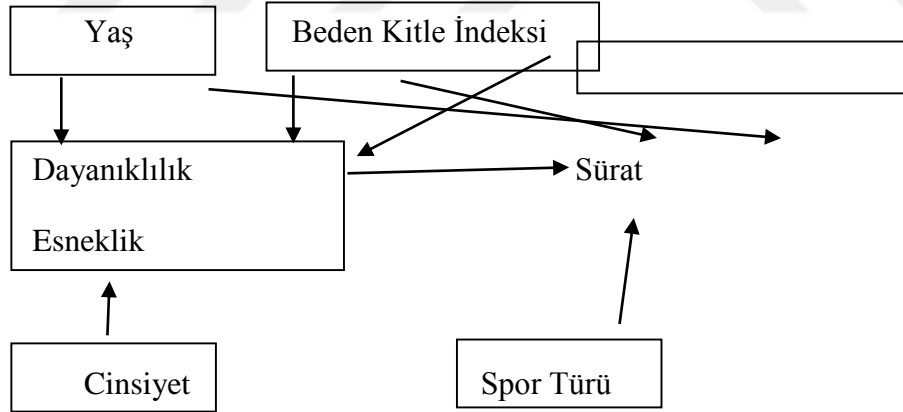 Yaş
Beden Kitle İndeksi
Dayanıklılık
Sürat
Esneklik
Cinsiyet
Spor Türü